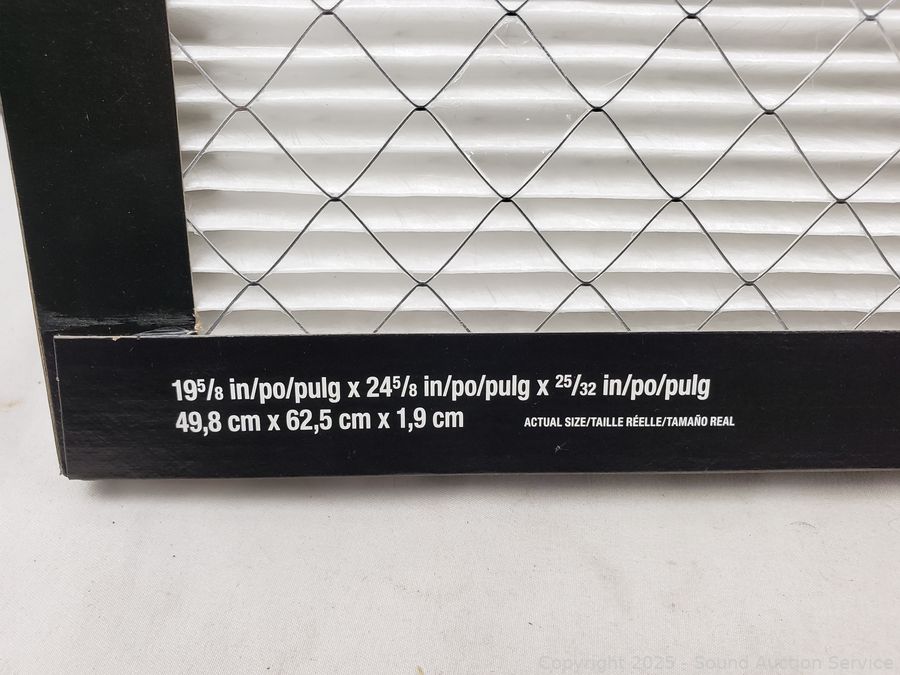 19⁵/₈ in/po/pulg x 24⁵/₈ in/po/pulg x ²⁵/₃₂ in/po/pulg
49,8 cm x 62,5 cm x 1,9 cm
ACTUAL SIZE/TAILLE RÉELLE/TAMAÑO REAL
Copyright 2025 - Sound Auction Service